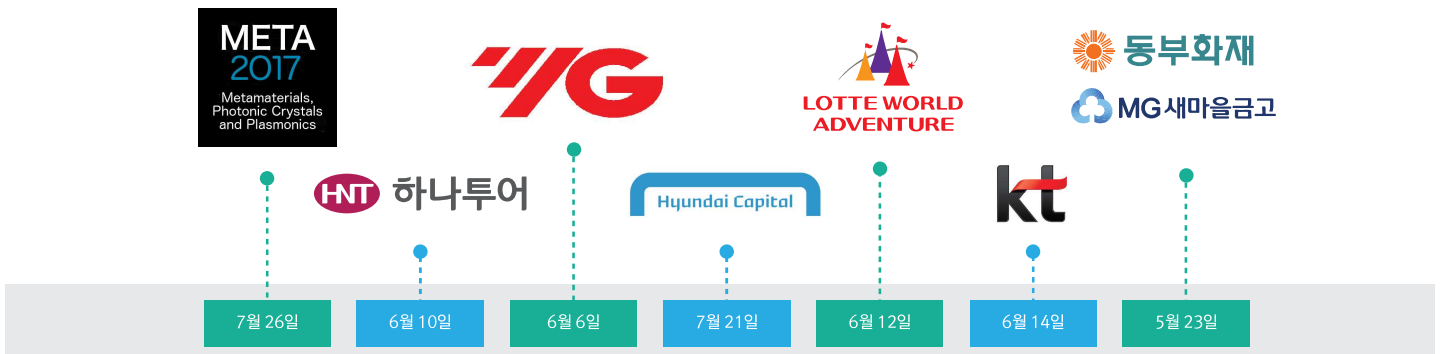 META
2017
Metamaterials,
Photonic Crystals
and Plasmonics
HNT 하나투어
YG
Hyundai Capital
LOTTE WORLD
ADVENTURE
kt
동부화재
MG새마을금고
7월 26일
6월 10일
6월 6일
7월 21일
6월 12일
6월 14일
5월 23일